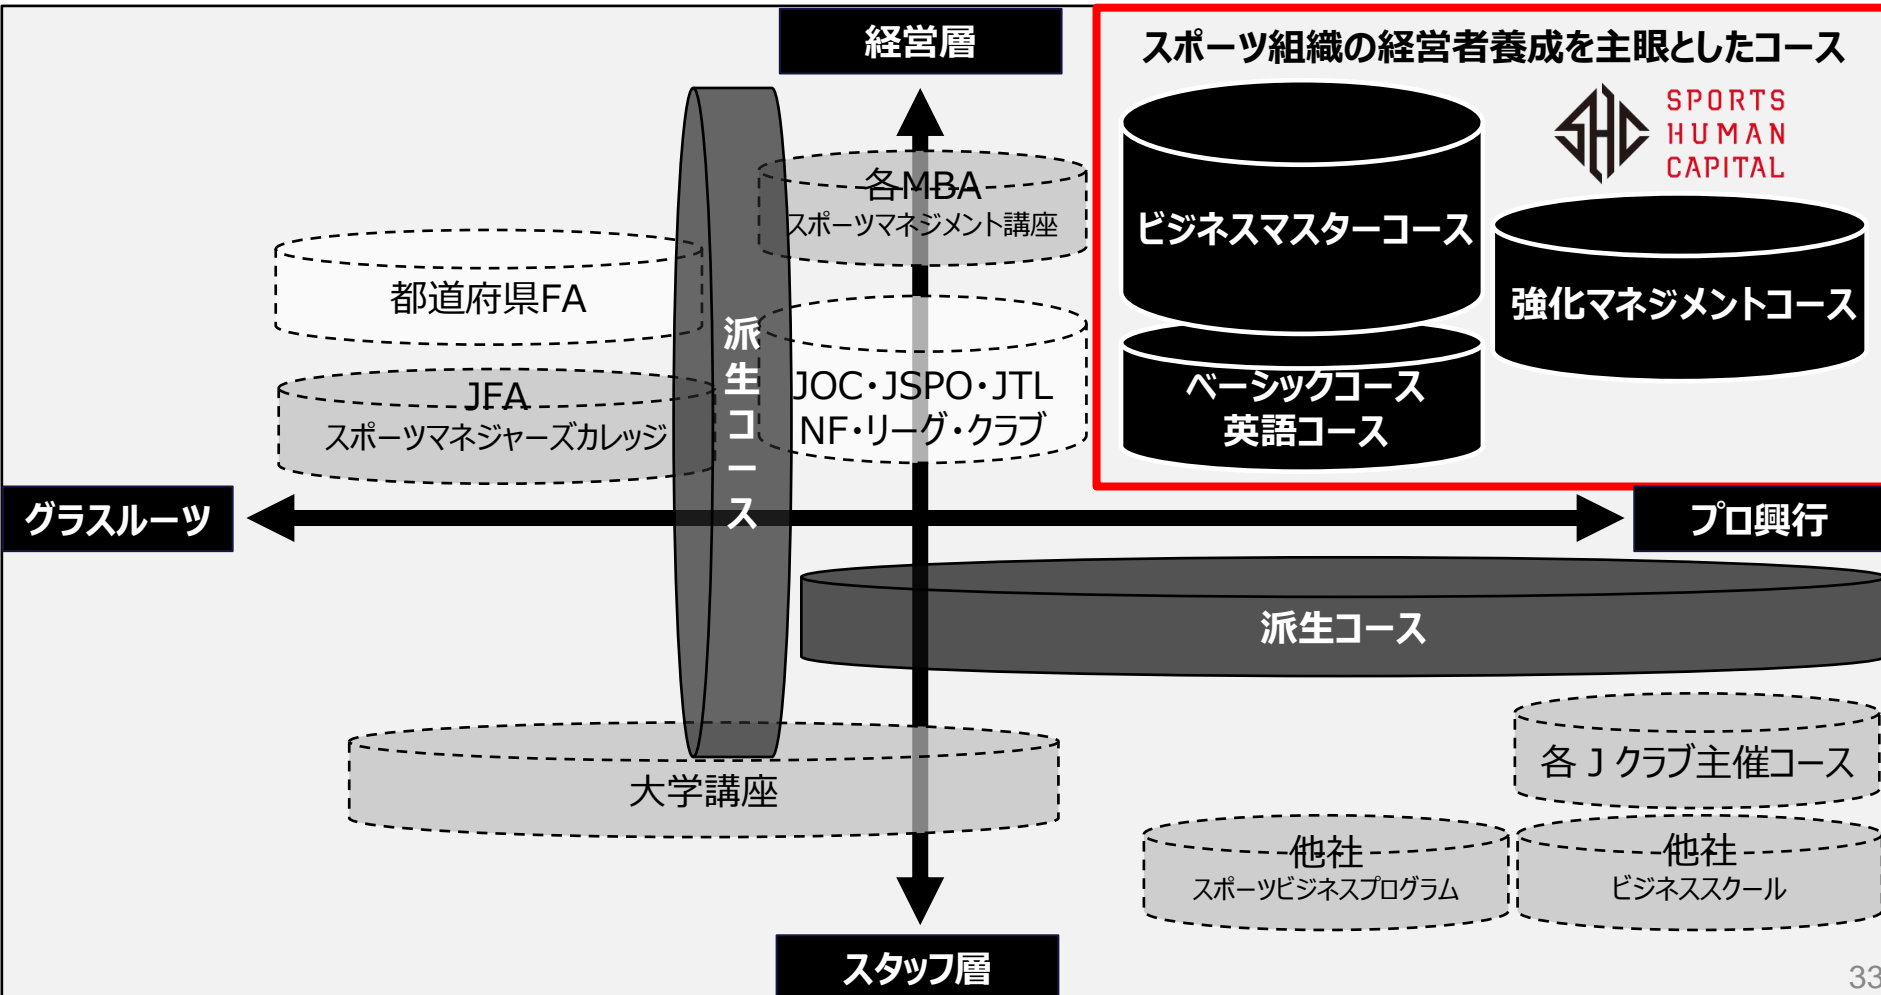 経営層
スポーツ組織の経営者養成を主眼としたコース
SPORTS
HUMAN
CAPITAL
ビジネスマスターコース
強化マネジメントコース
ベーシックコース
英語コース
各MBA
スポーツマネジメント講座
都道府県FA
JOC・JSPO・JTL
NF・リーグ・クラブ
JFA
スポーツマネジャーズカレッジ
派生コース
グラスルーツ
プロ興行
派生コース
大学講座
各Jクラブ主催コース
他社
スポーツビジネスプログラム
他社
ビジネススクール
スタッフ層
33